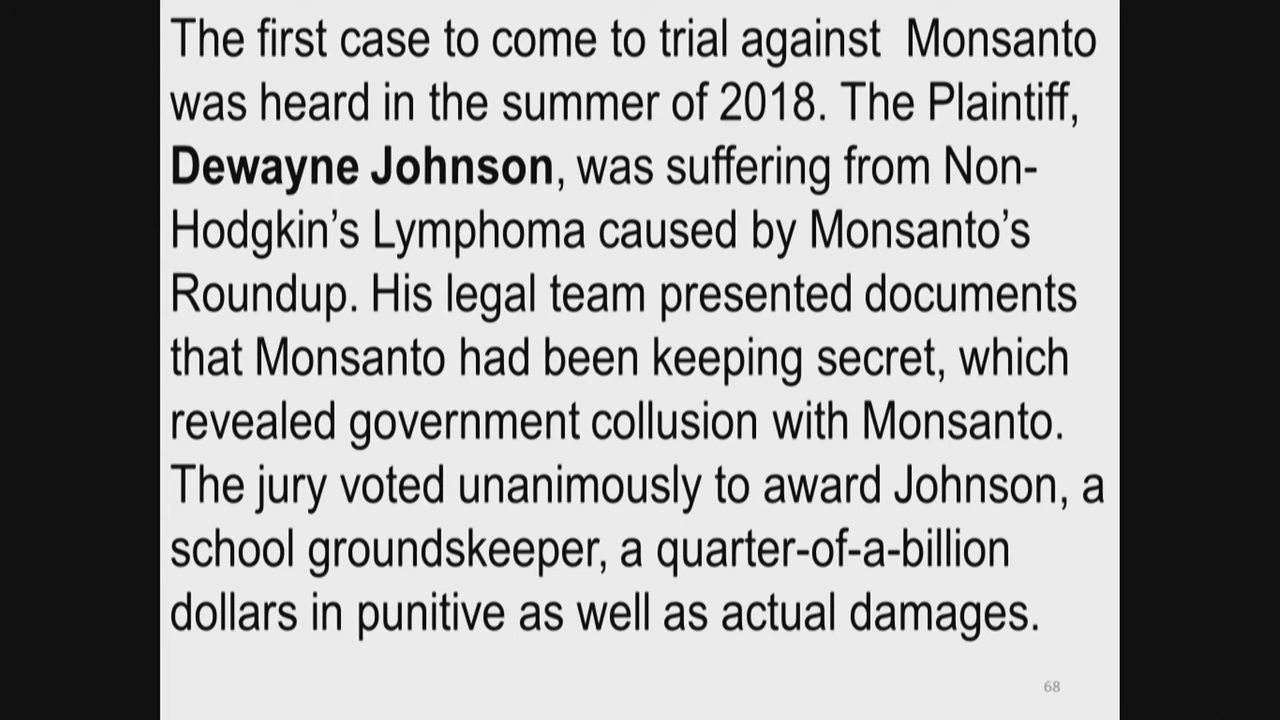 The first case to come to trial against  Monsanto
was heard in the summer of 2018. The Plaintiff,
Dewayne Johnson, was suffering from Non-
Hodgkin’s Lymphoma caused by Monsanto’s
Roundup. His legal team presented documents
that Monsanto had been keeping secret, which
revealed government collusion with Monsanto.
The jury voted unanimously to award Johnson, a
school groundskeeper, a quarter-of-a-billion
dollars in punitive as well as actual damages.
68